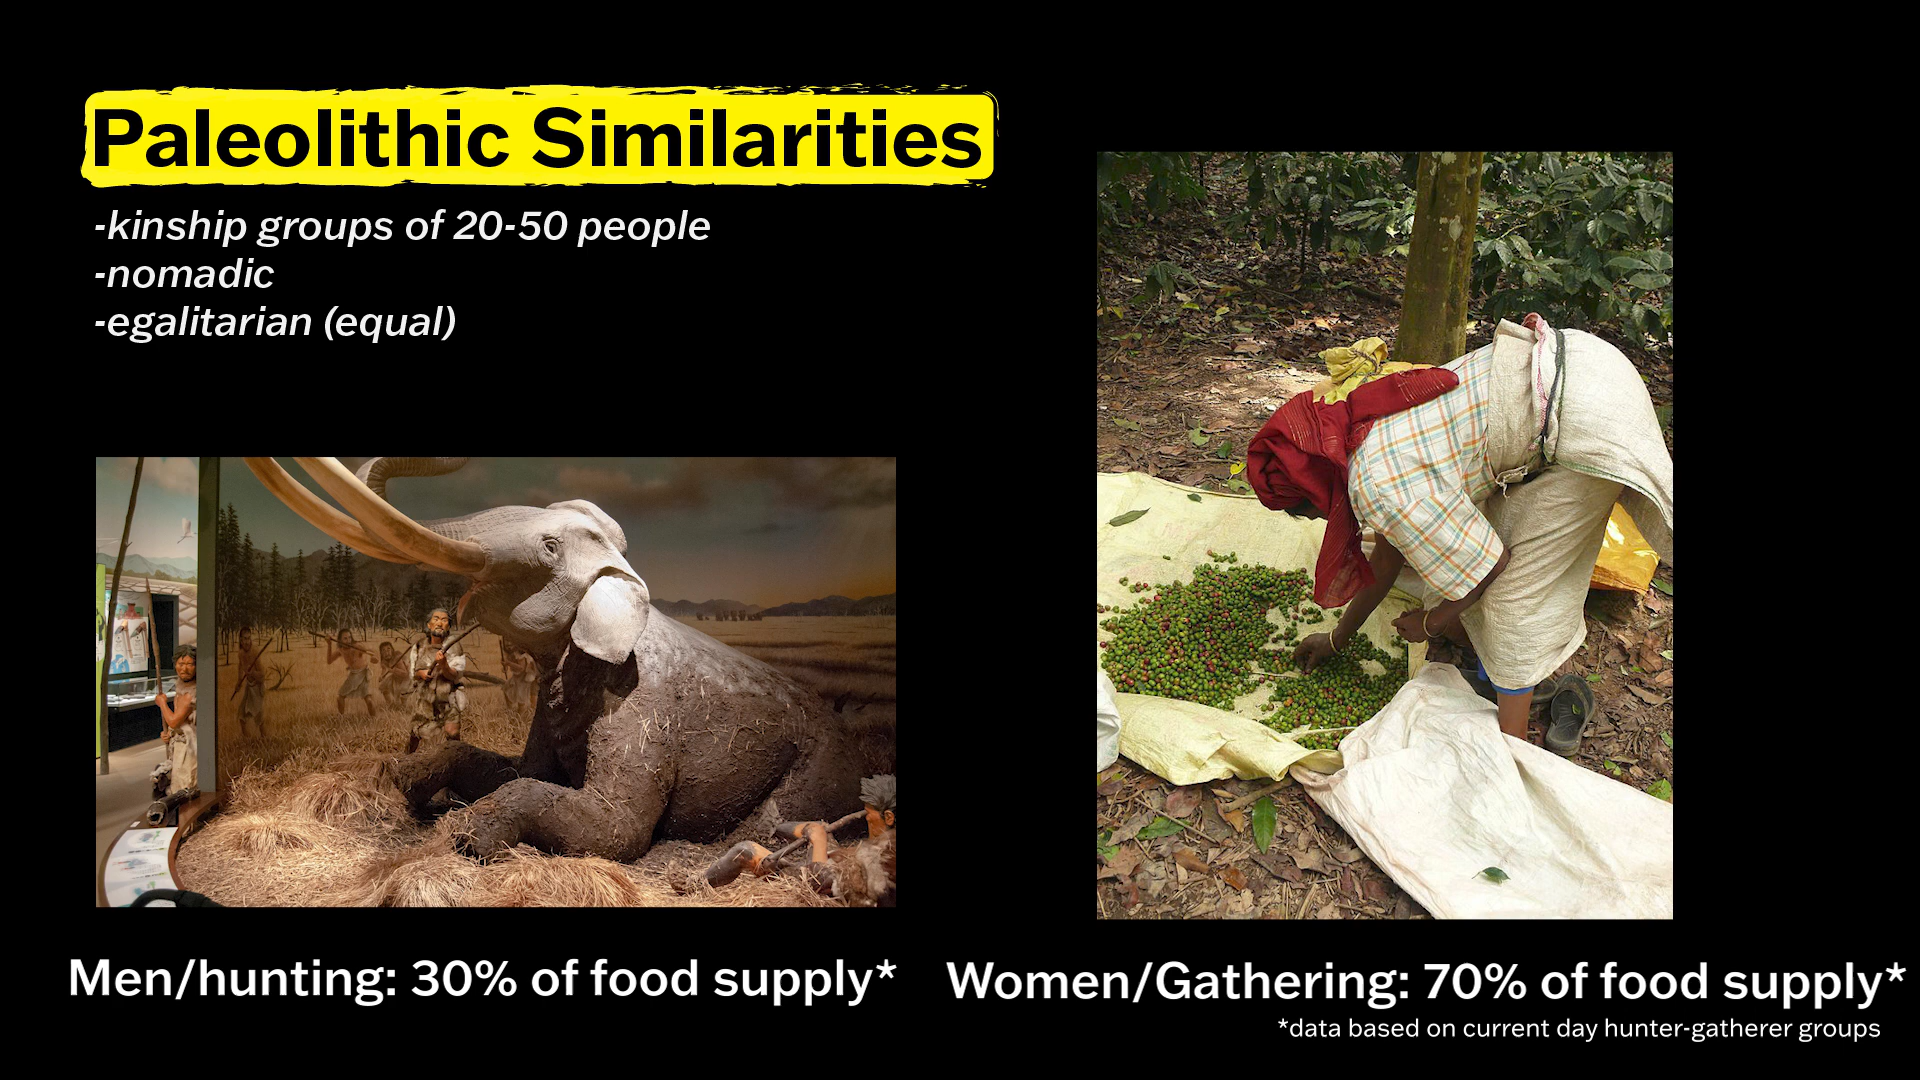 Paleolithic Similarities
-kinship groups of 20-50 people
-nomadic
-egalitarian (equal)
Men/hunting: 30% of food supply*
Women/Gathering: 70% of food supply*
*data based on current day hunter-gatherer groups